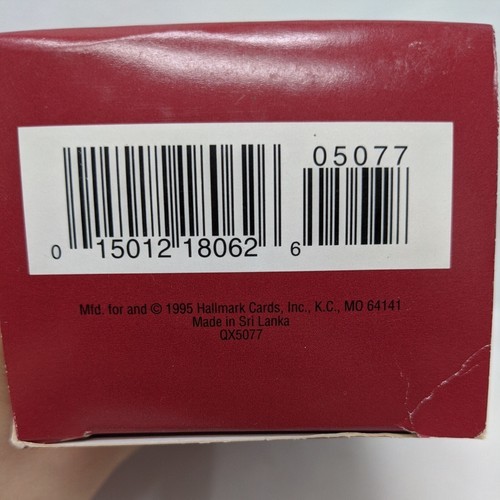 05077
0 15012 18062 6
Mfd. for and © 1995 Hallmark Cards, Inc., K.C., MO 64141
Made in Sri Lanka
QX5077